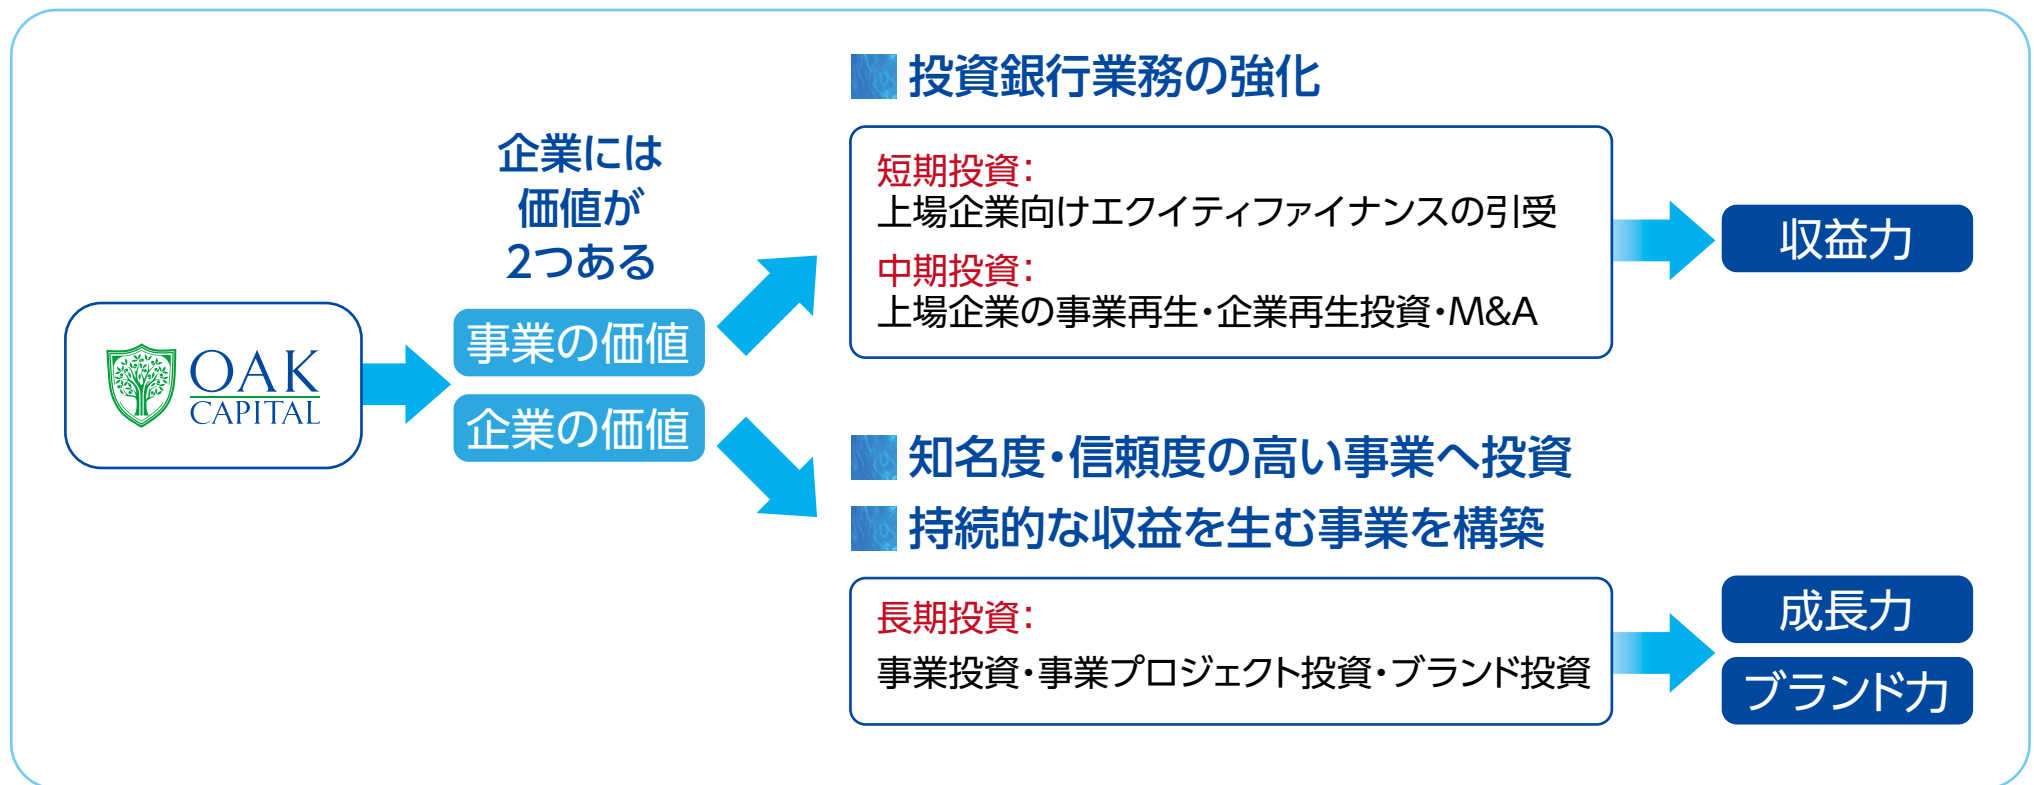 OAK
CAPITAL
企業には
価値が
2つある
事業の価値
企業の価値
投資銀行業務の強化
短期投資：
上場企業向けエクイティファイナンスの引受
中期投資：
上場企業の事業再生・企業再生投資・M&A
収益力
知名度・信頼度の高い事業へ投資
持続的な収益を生む事業を構築
長期投資：
事業投資・事業プロジェクト投資・ブランド投資
成長力
ブランド力